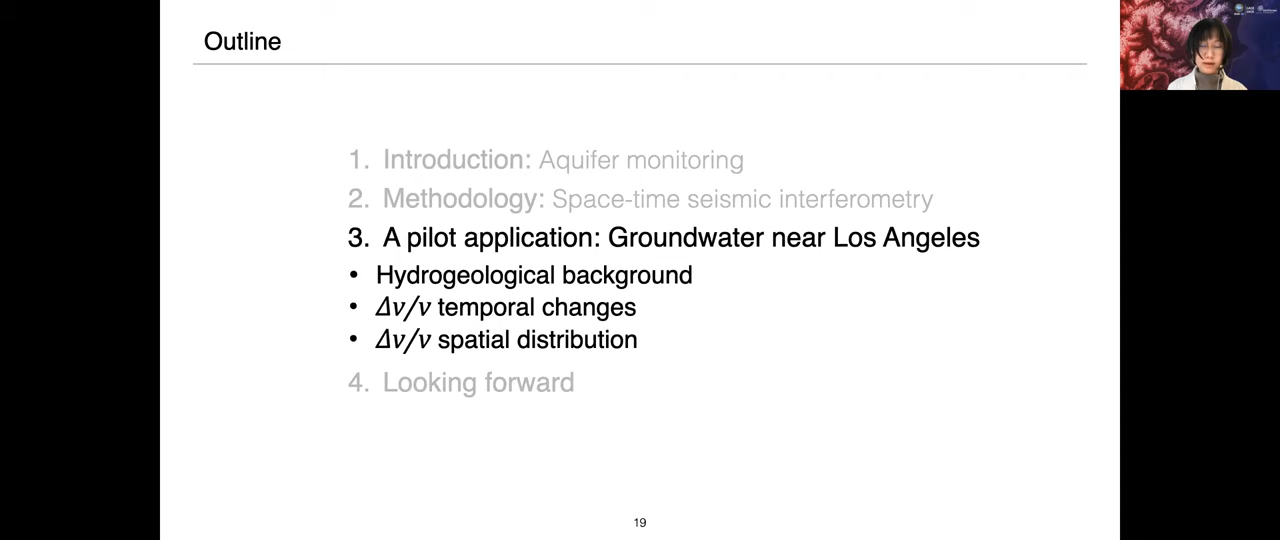 Outline
1. Introduction: Aquifer monitoring
2. Methodology: Space-time seismic interferometry
3. A pilot application: Groundwater near Los Angeles
• Hydrogeological background
• Δv/v temporal changes
• Δv/v spatial distribution
4. Looking forward
19